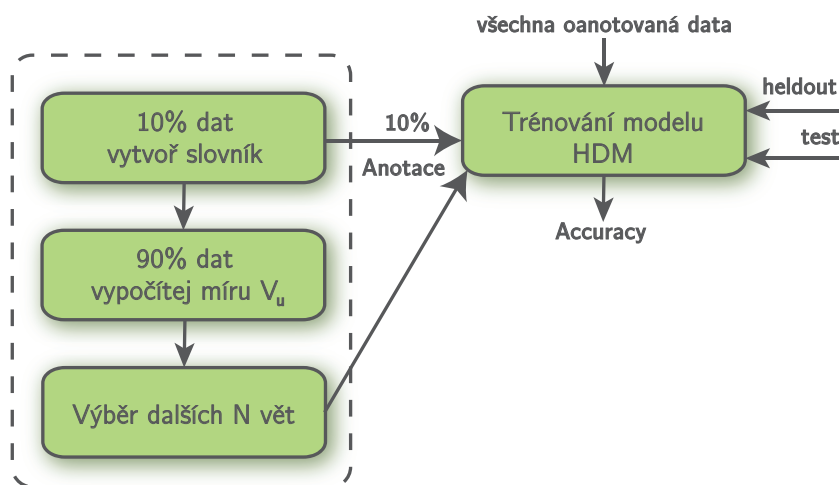 všechna oanotovaná data
10% dat
vytvoř slovník
10%
Anotace
Trénování modelu
HDM
heldout
test
Accuracy
90% dat
vypočítej míru Vᵤ
Výběr dalších N vět